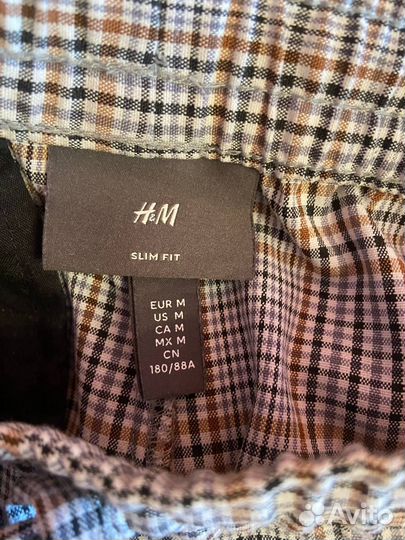 H&M
SLIM FIT
EUR M
US M
CA M
MX M
CN
180/88A
Avito